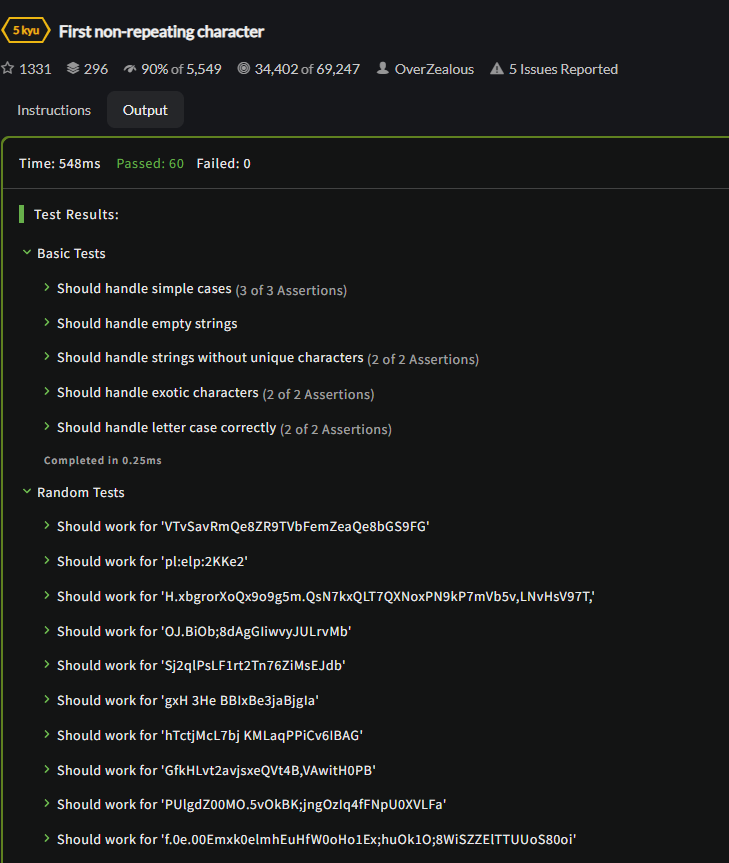 5 kyu First non-repeating character
1331 296 90% of 5,549 34,402 of 69,247 OverZealous 5 Issues Reported
Instructions Output
Time: 548ms Passed: 60 Failed: 0
Test Results:
Basic Tests
Should handle simple cases (3 of 3 Assertions)
Should handle empty strings
Should handle strings without unique characters (2 of 2 Assertions)
Should handle exotic characters (2 of 2 Assertions)
Should handle letter case correctly (2 of 2 Assertions)
Completed in 0.25ms
Random Tests
Should work for 'VTvSavRmQe8ZR9TVbFemZeaQe8bGS9FG'
Should work for 'pl:elp:2KKe2'
Should work for 'H.xbgrorXoQx9o9g5m.QsN7kxQLT7QXNoxPN9kP7mVb5v,LNvHsV97T,'
Should work for 'OJ.BiOb;8dAgGIiwvyJULrvMb'
Should work for 'Sj2qlPsLF1rt2Tn76ZiMsEJdb'
Should work for 'gxH 3He BBIxBe3jaBjgIa'
Should work for 'hTctjMcL7bj KMLaqPPiCv6IBAG'
Should work for 'GfkHLvt2avjsxeQVt4B,VAwitH0PB'
Should work for 'PUlgdZ00MO.5vOkBK;jngOzIq4fFNpU0XVLFa'
Should work for 'f.0e.00Emxk0elmhEuHfW0oHo1Ex;huOk1O;8WiSZZElTTUUoS80oi'